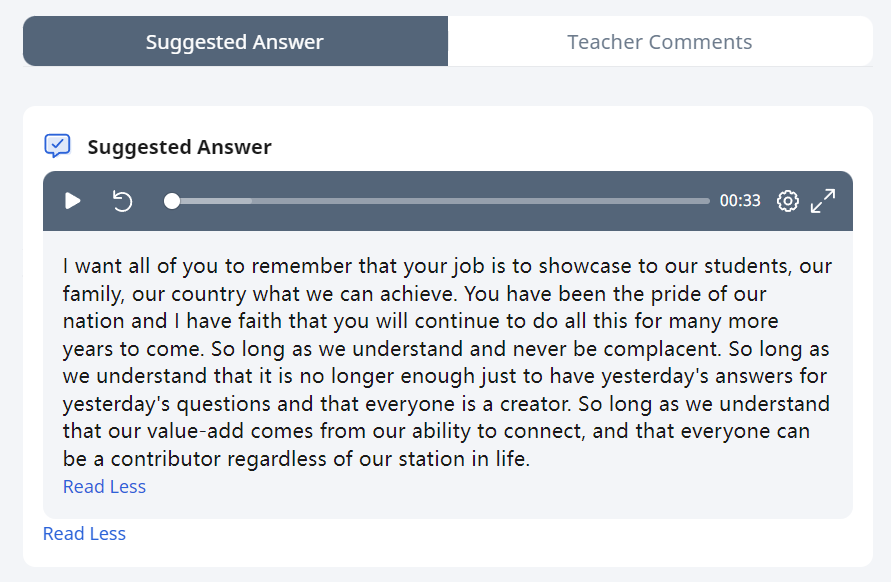 Suggested Answer
Teacher Comments
Suggested Answer
00:33
I want all of you to remember that your job is to showcase to our students, our
family, our country what we can achieve. You have been the pride of our
nation and I have faith that you will continue to do all this for many more
years to come. So long as we understand and never be complacent. So long as
we understand that it is no longer enough just to have yesterday's answers for
yesterday's questions and that everyone is a creator. So long as we understand
that our value-add comes from our ability to connect, and that everyone can
be a contributor regardless of our station in life.
Read Less
Read Less